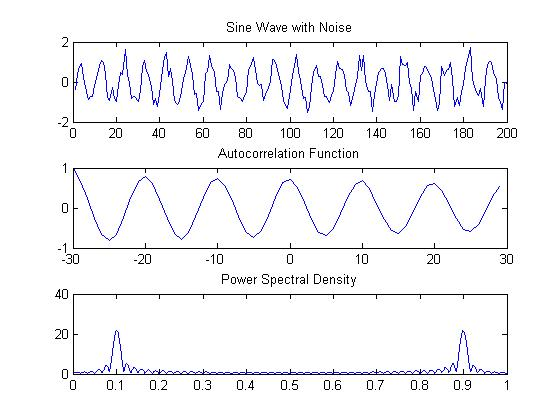 Sine Wave with Noise
2
0
-2
0 20 40 60 80 100 120 140 160 180 200
Autocorrelation Function
1
0
-1
-30 -20 -10 0 10 20 30
Power Spectral Density
40
20
0
0 0.1 0.2 0.3 0.4 0.5 0.6 0.7 0.8 0.9 1